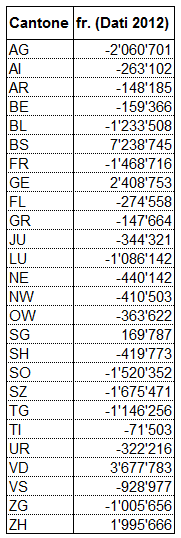 Cantone fr. (Dati 2012)
AG -2'060'701
AI -263'102
AR -148'185
BE -159'366
BL -1'233'508
BS 7'238'745
FR -1'468'716
GE 2'408'753
FL -274'558
GR -147'664
JU -344'321
LU -1'086'142
NE -440'142
NW -410'503
OW -363'622
SG 169'787
SH -419'773
SO -1'520'352
SZ -1'675'471
TG -1'146'256
TI -71'503
UR -322'216
VD 3'677'783
VS -928'977
ZG -1'005'656
ZH 1'995'666